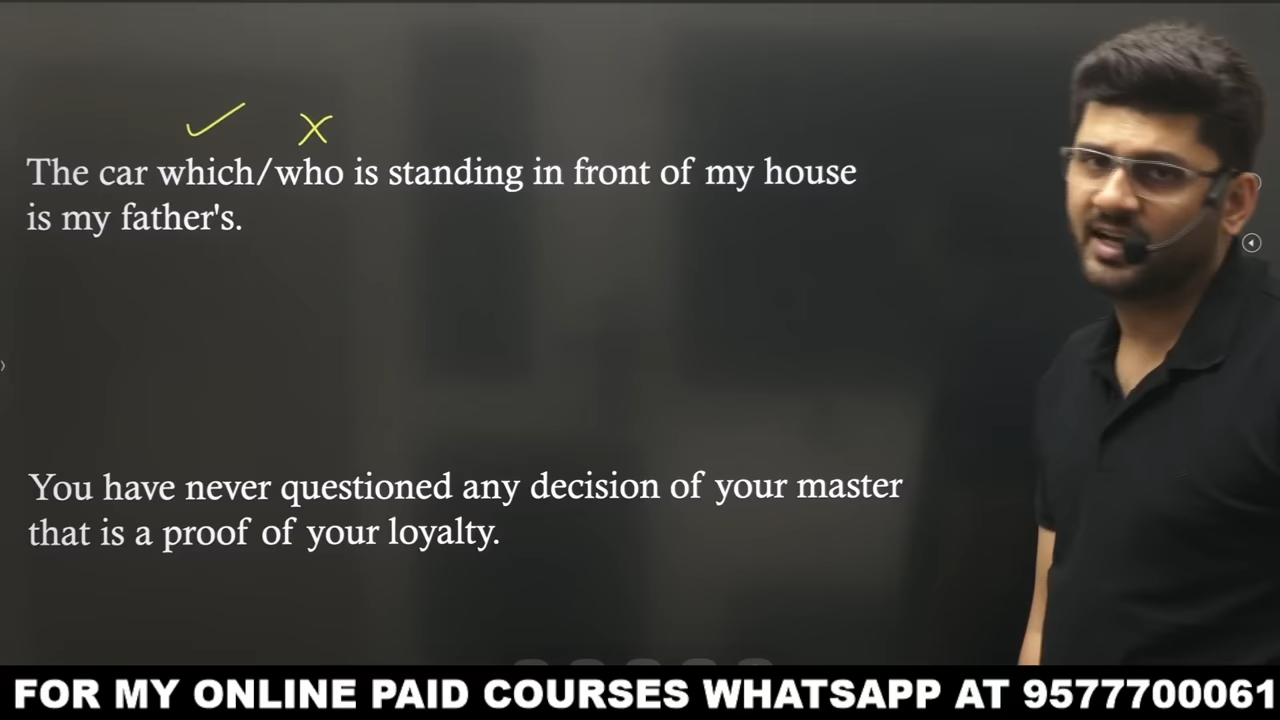 The car which/who is standing in front of my house
is my father's.
You have never questioned any decision of your master
that is a proof of your loyalty.
FOR MY ONLINE PAID COURSES WHATSAPP AT 9577700061